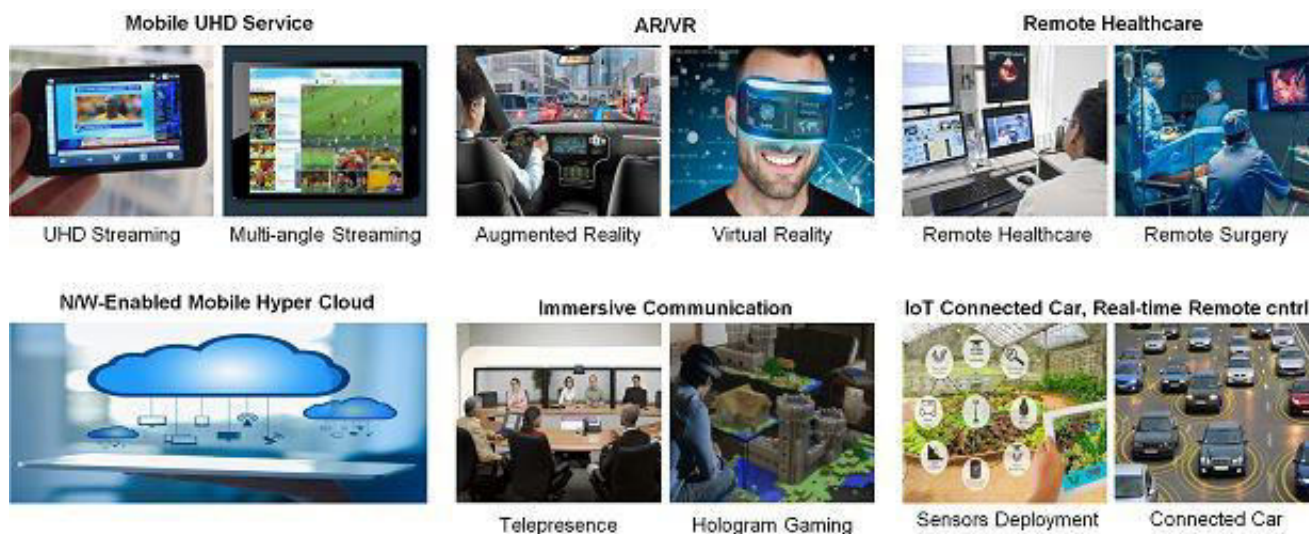 Mobile UHD Service
AR/VR
Remote Healthcare
UHD Streaming
Multi-angle Streaming
Augmented Reality
Virtual Reality
Remote Healthcare
Remote Surgery
N/W-Enabled Mobile Hyper Cloud
Immersive Communication
IoT Connected Car, Real-time Remote cntrl
Telepresence
Hologram Gaming
Sensors Deployment
Connected Car